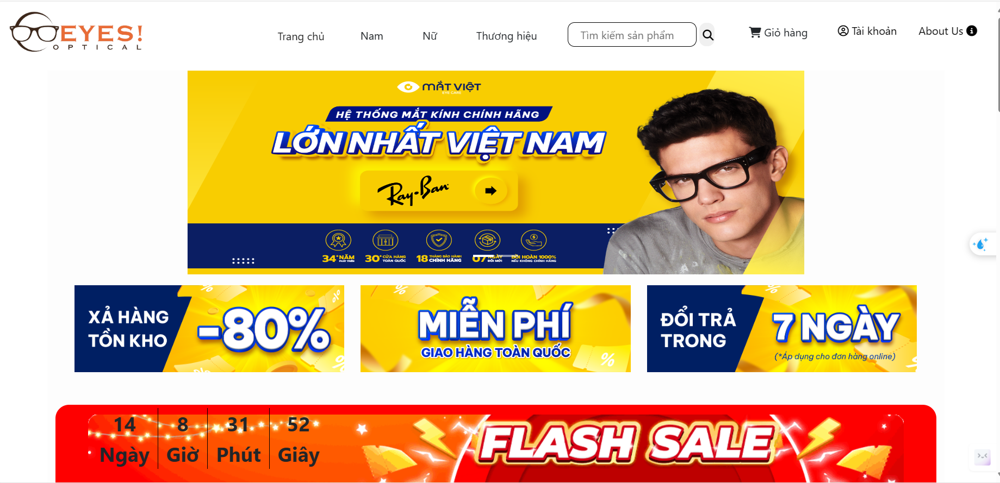 EYES!
OPTICAL
Trang chủ
Nam
Nữ
Thương hiệu
Tìm kiếm sản phẩm
Giỏ hàng
Tài khoản
About Us
MẮT VIỆT
EYE CARE
HỆ THỐNG MẮT KÍNH CHÍNH HÃNG
LỚN NHẤT VIỆT NAM
Ray-Ban
34+ NĂM
PHÁT TRIỂN
30+ CỬA HÀNG
TOÀN QUỐC
18 THÁNG BẢO HÀNH
CHÍNH HÃNG
07 NGÀY
ĐỔI MỚI
BỒI HOÀN 1000%
NẾU KHÔNG CHÍNH HÃNG
XẢ HÀNG
TỒN KHO
-80%
MIỄN PHÍ
GIAO HÀNG TOÀN QUỐC
ĐỔI TRẢ
TRONG
7 NGÀY
(*Áp dụng cho đơn hàng online)
14
Ngày
8
Giờ
31
Phút
52
Giây
FLASH SALE